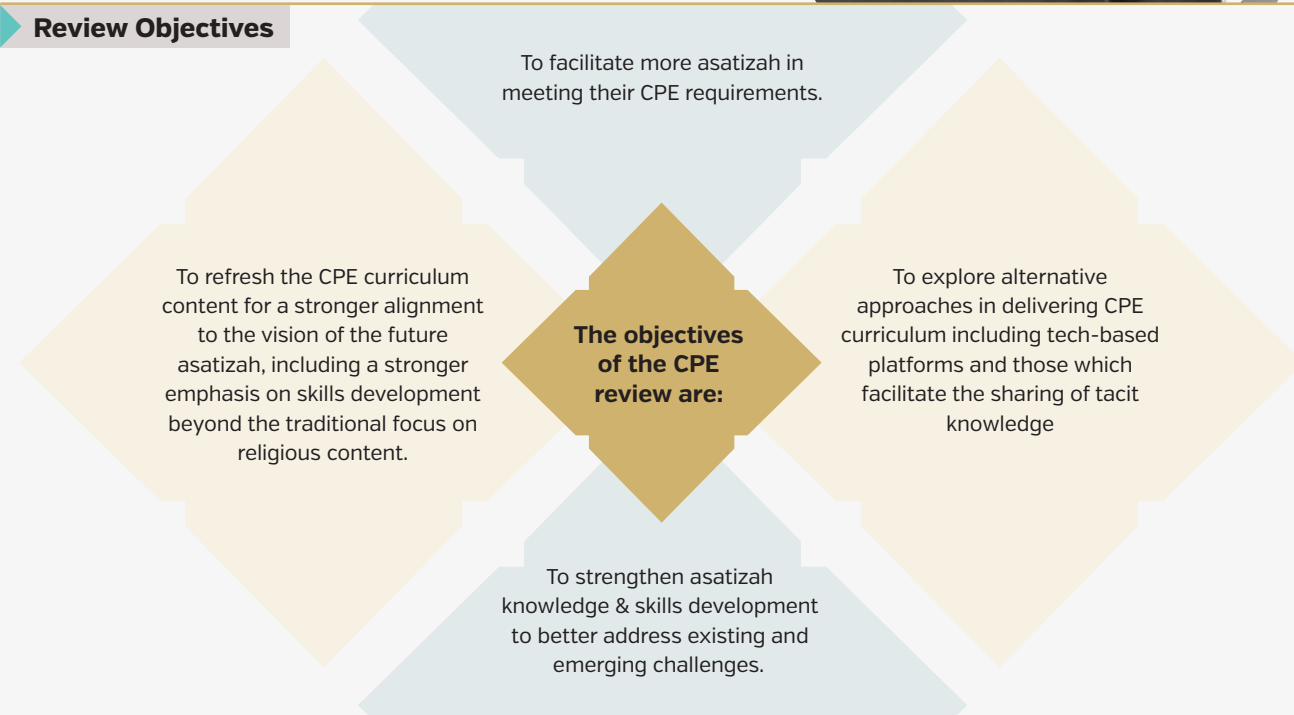 Review Objectives
To facilitate more asatizah in
meeting their CPE requirements.
To refresh the CPE curriculum
content for a stronger alignment
to the vision of the future
asatizah, including a stronger
emphasis on skills development
beyond the traditional focus on
religious content.
The objectives
of the CPE
review are:
To explore alternative
approaches in delivering CPE
curriculum including tech-based
platforms and those which
facilitate the sharing of tacit
knowledge
To strengthen asatizah
knowledge & skills development
to better address existing and
emerging challenges.